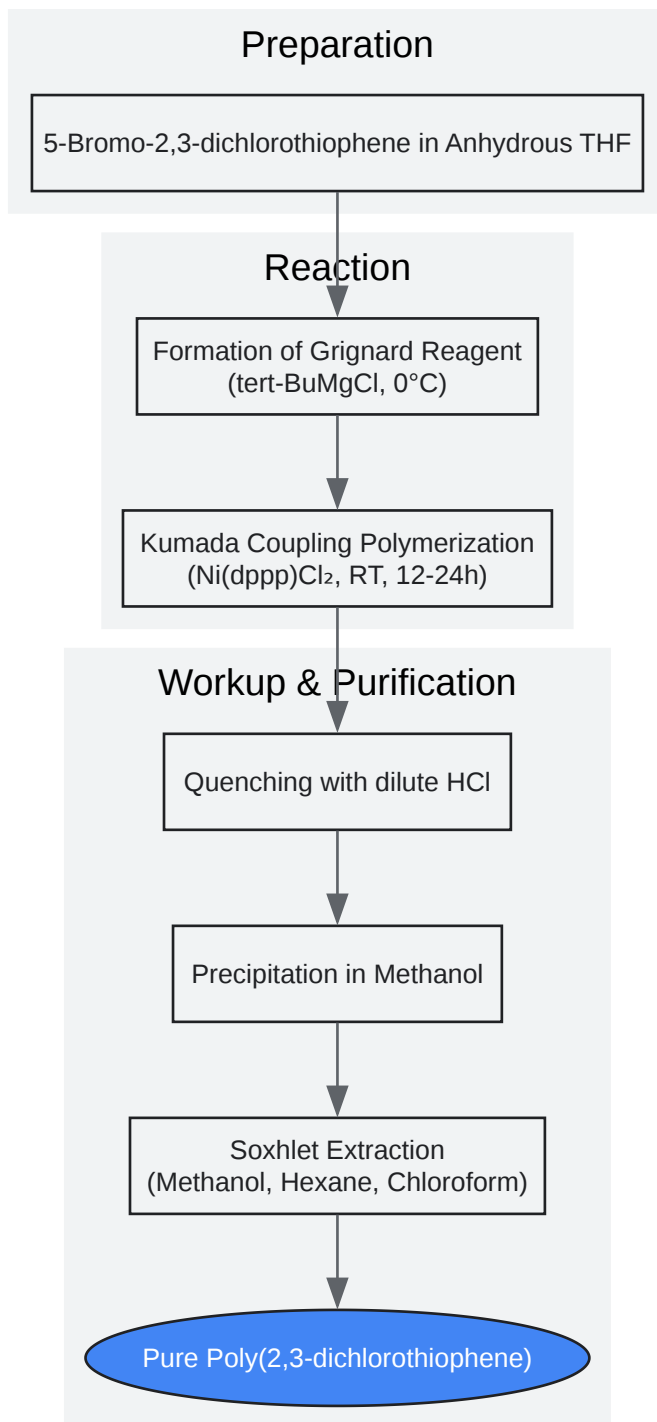 Preparation
5-Bromo-2,3-dichlorothiophene in Anhydrous THF
Reaction
Formation of Grignard Reagent
(tert-BuMgCl, 0°C)
Kumada Coupling Polymerization
(Ni(dppp)Cl₂, RT, 12-24h)
Workup & Purification
Quenching with dilute HCl
Precipitation in Methanol
Soxhlet Extraction
(Methanol, Hexane, Chloroform)
Pure Poly(2,3-dichlorothiophene)